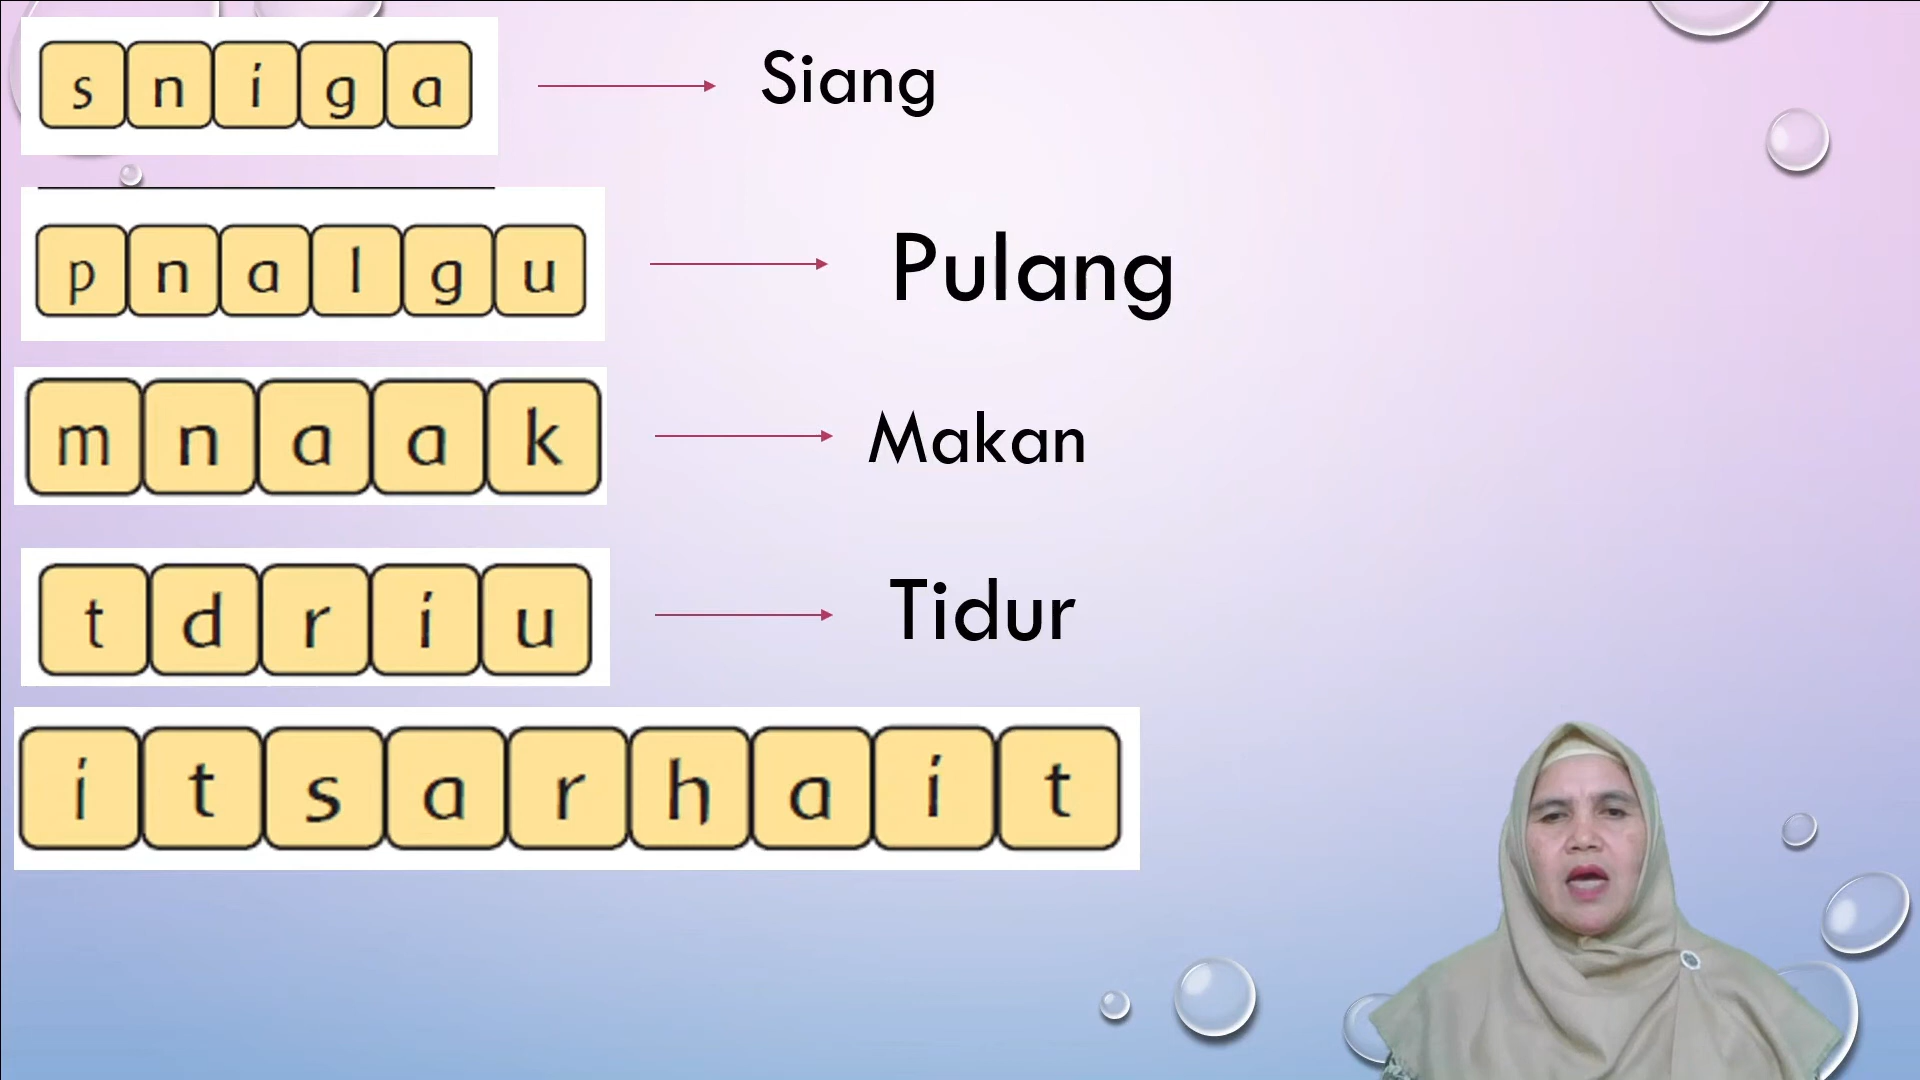 s n i g a Siang
p n a l g u Pulang
m n a a k Makan
t d r i u Tidur
i t s a r h a i t